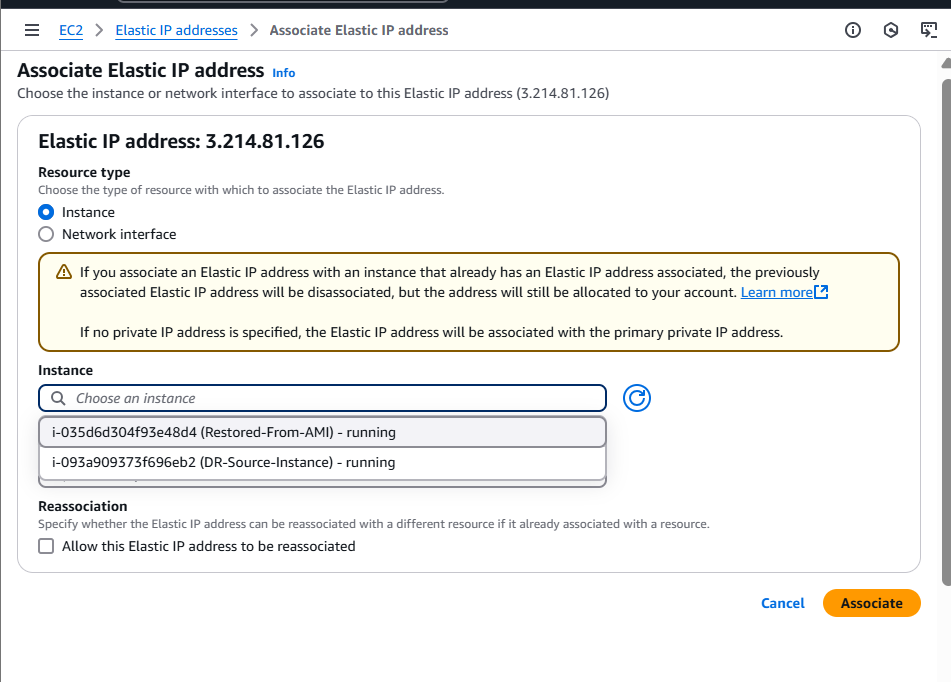 EC2 > Elastic IP addresses > Associate Elastic IP address
Associate Elastic IP address Info
Choose the instance or network interface to associate to this Elastic IP address (3.214.81.126)
Elastic IP address: 3.214.81.126
Resource type
Choose the type of resource with which to associate the Elastic IP address.
Instance
Network interface
If you associate an Elastic IP address with an instance that already has an Elastic IP address associated, the previously
associated Elastic IP address will be disassociated, but the address will still be allocated to your account. Learn more
If no private IP address is specified, the Elastic IP address will be associated with the primary private IP address.
Instance
Choose an instance
i-035d6d304f93e48d4 (Restored-From-AMI) - running
i-093a909373f696eb2 (DR-Source-Instance) - running
Reassociation
Specify whether the Elastic IP address can be reassociated with a different resource if it already associated with a resource.
Allow this Elastic IP address to be reassociated
Cancel
Associate